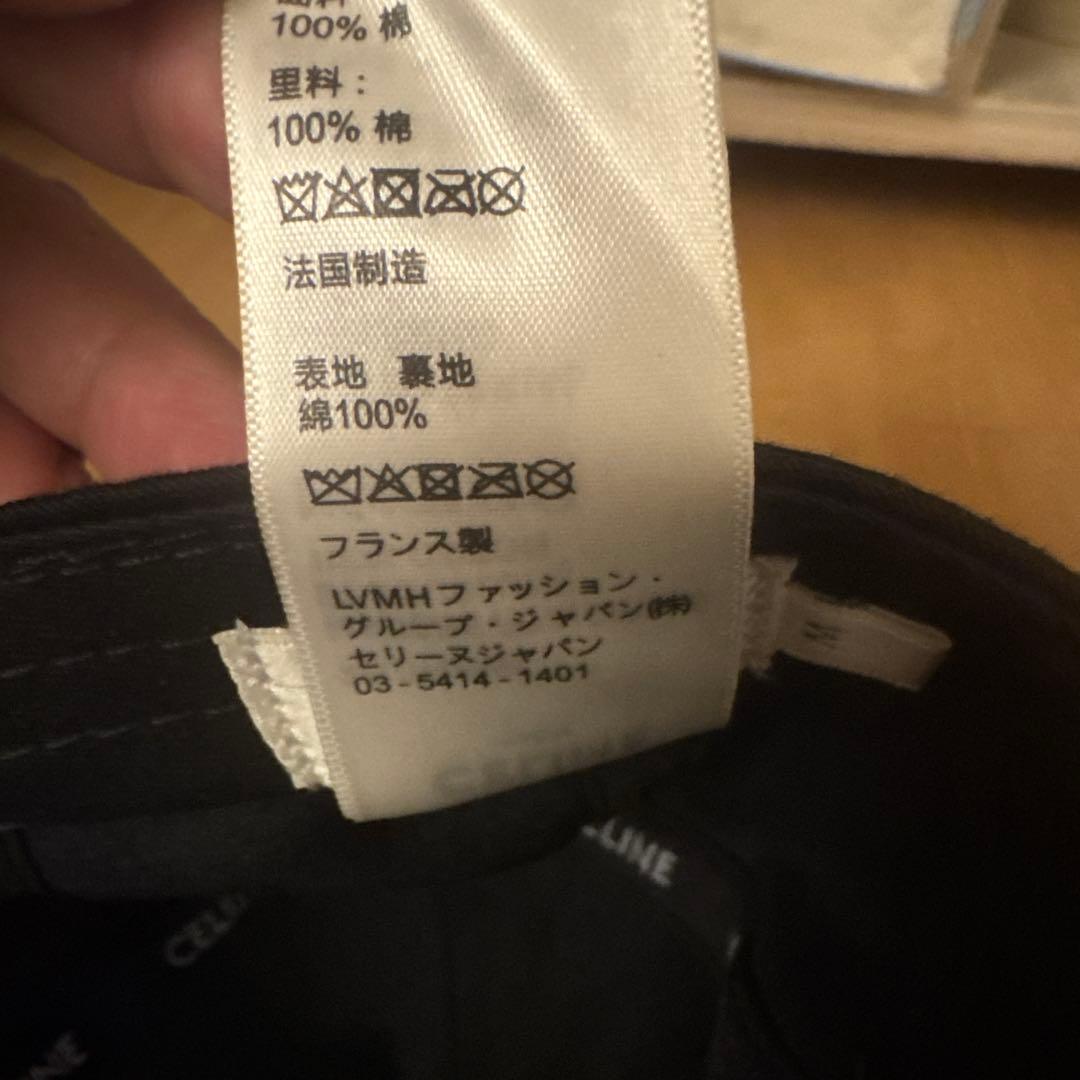 100% 棉
里料:
100% 棉
法国制造
表地 裏地
綿100%
フランス製
LVMHファッション・
グループ・ジャパン㈱
セリーヌジャパン
03-5414-1401
CELINE